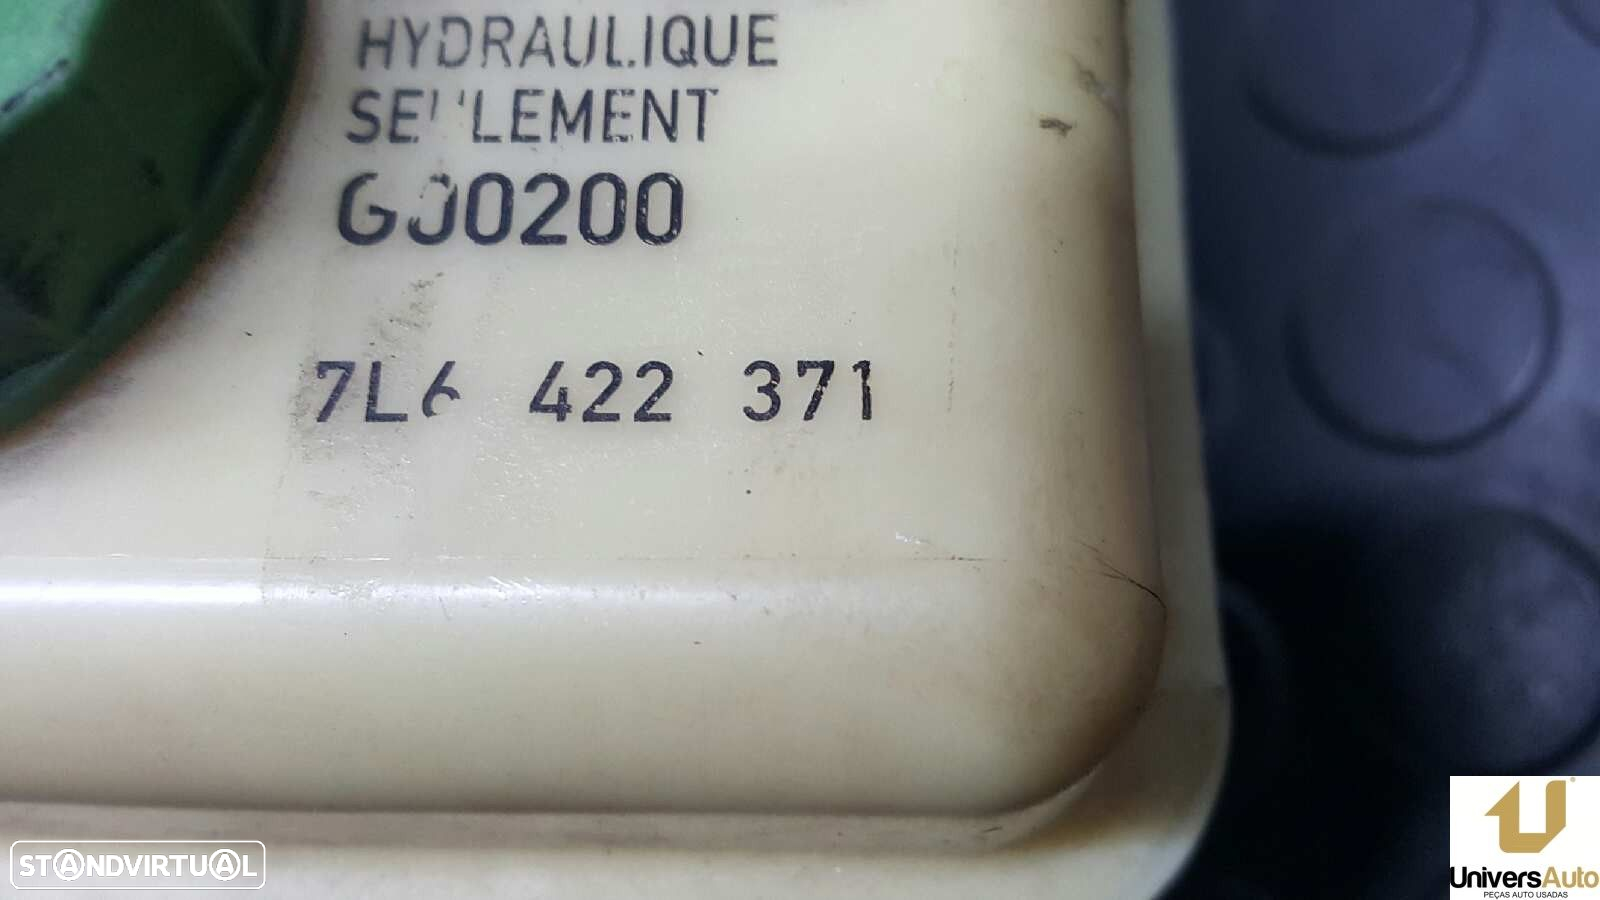 HYDRAULIQUE
SEULEMENT
G00200
7L6 422 371
STANDVIRTUAL
UniversAuto
PEÇAS AUTO USADAS